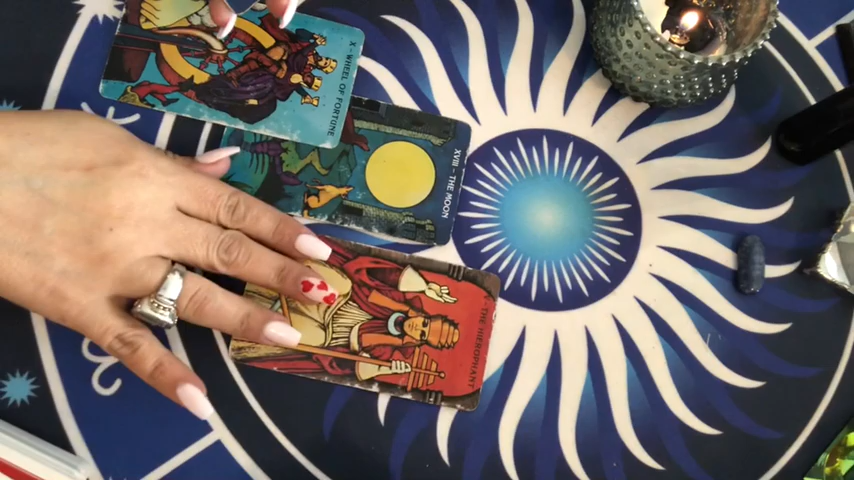 X - WHEEL OF FORTUNE
XVIII - THE MOON
V - THE HIEROPHANT